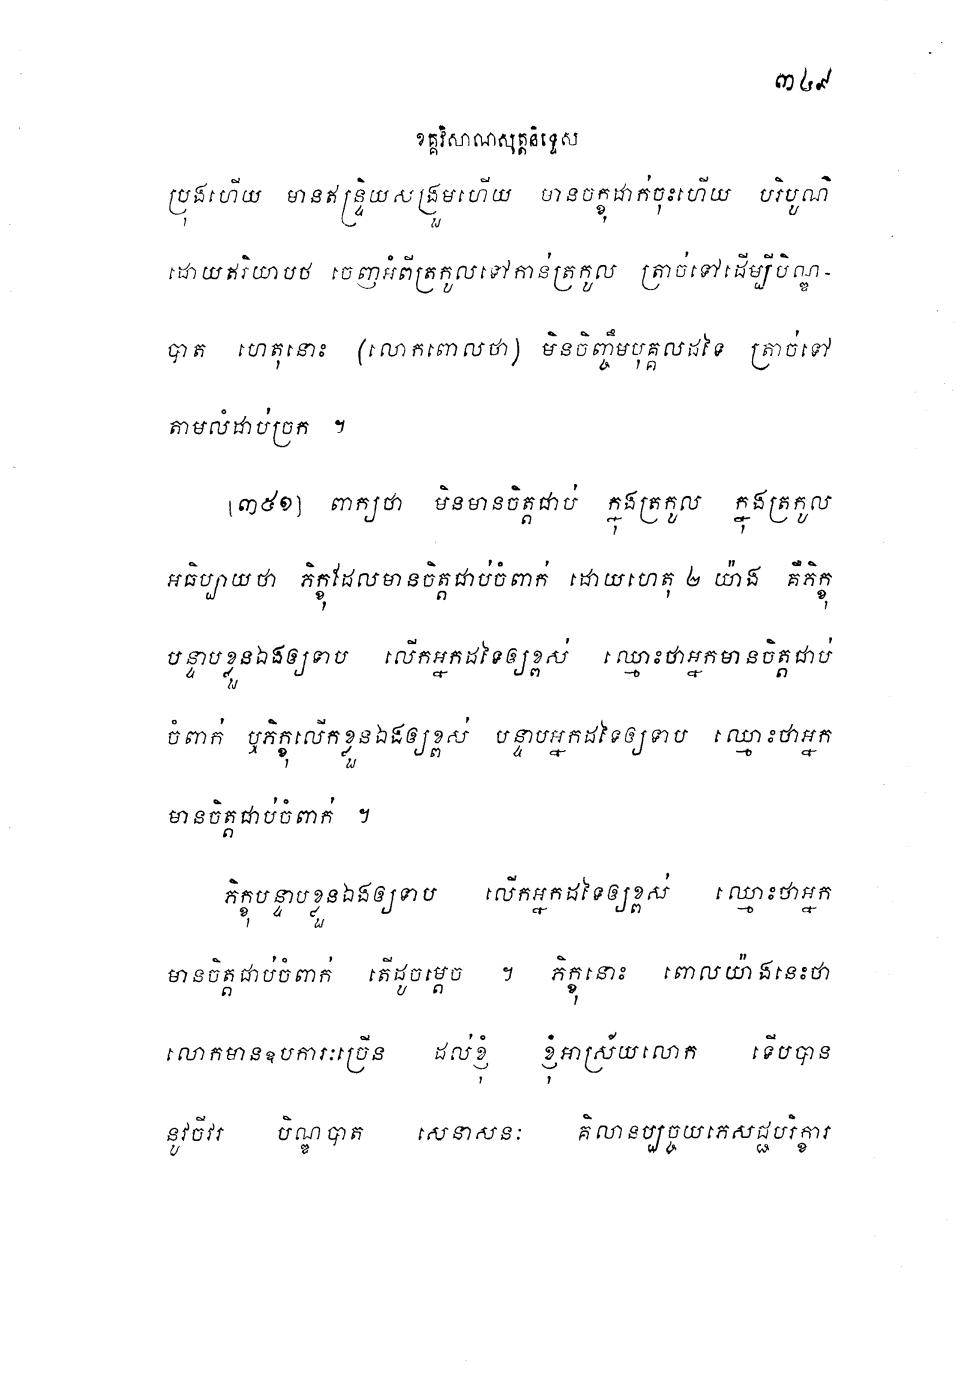 ៣៤៩
ខគ្គវិសាណសុត្តនិទ្ទេស
ប្រុងហើយ មានឥន្ទ្រិយសង្រួមហើយ មានចក្ខុដាក់ចុះហើយ បរិបូណ៌
ដោយឥរិយាបថ ចេញអំពីត្រកូលទៅកាន់ត្រកូល ត្រាច់ទៅដើម្បីបិណ្ឌ-
បាត ហេតុនោះ (លោកពោលថា) មិនចិញ្ចឹមបុគ្គលដទៃ ត្រាច់ទៅ
តាមលំដាប់ច្រក ។
[៣៥១] ពាក្យថា មិនមានចិត្តជាប់ ក្នុងត្រកូល ក្នុងត្រកូល
អធិប្បាយថា ភិក្ខុដែលមានចិត្តជាប់ចំពាក់ ដោយហេតុ ២ យ៉ាង គឺភិក្ខុ
បន្ទាបខ្លួនឯងឲ្យទាប លើកអ្នកដទៃឲ្យខ្ពស់ ឈ្មោះថាអ្នកមានចិត្តជាប់
ចំពាក់ ឬភិក្ខុលើកខ្លួនឯងឲ្យខ្ពស់ បន្ទាបអ្នកដទៃឲ្យទាប ឈ្មោះថាអ្នក
មានចិត្តជាប់ចំពាក់ ។
ភិក្ខុបន្ទាបខ្លួនឯងឲ្យទាប លើកអ្នកដទៃឲ្យខ្ពស់ ឈ្មោះថាអ្នក
មានចិត្តជាប់ចំពាក់ តើដូចម្តេច ។ ភិក្ខុនោះ ពោលយ៉ាងនេះថា
លោកមានឧបការៈច្រើន ដល់ខ្ញុំ ខ្ញុំអាស្រ័យលោក ទើបបាន
នូវចីវរ បិណ្ឌបាត សេនាសនៈ គិលានប្បច្ចយភេសជ្ជបរិក្ខារ